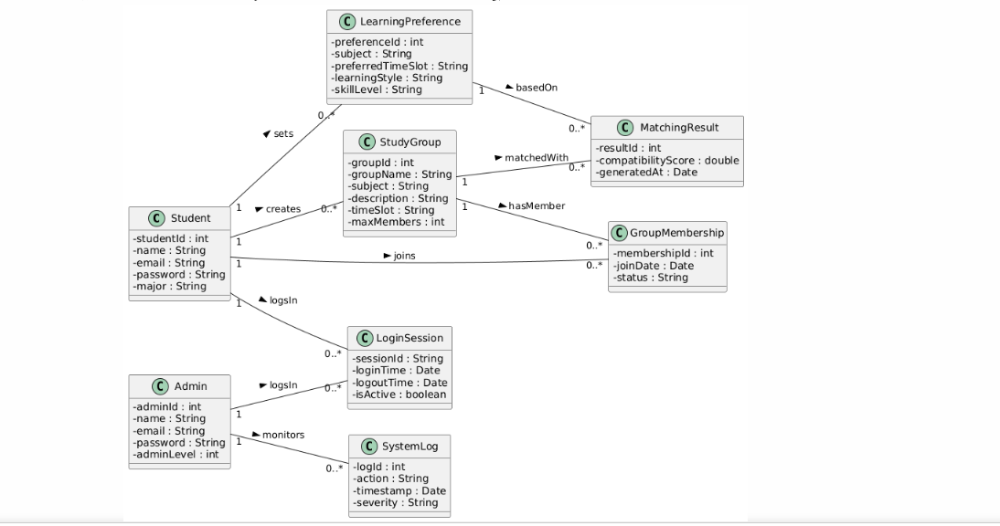 C LearningPreference
-preferenceId : int
-subject : String
-preferredTimeSlot : String
-learningStyle : String
-skillLevel : String
1
basedOn
0..*
0..*
sets
1
C MatchingResult
-resultId : int
-compatibilityScore : double
-generatedAt : Date
C StudyGroup
-groupId : int
-groupName : String
-subject : String
-description : String
-timeSlot : String
-maxMembers : int
matchedWith
0..*
1
1
hasMember
0..*
creates
0..*
1
C Student
-studentId : int
-name : String
-email : String
-password : String
-major : String
1
joins
0..*
C GroupMembership
-membershipId : int
-joinDate : Date
-status : String
1
logsIn
0..*
C LoginSession
-sessionId : String
-loginTime : Date
-logoutTime : Date
-isActive : boolean
C Admin
-adminId : int
-name : String
-email : String
-password : String
-adminLevel : int
logsIn
0..*
1
monitors
1
0..*
C SystemLog
-logId : int
-action : String
-timestamp : Date
-severity : String